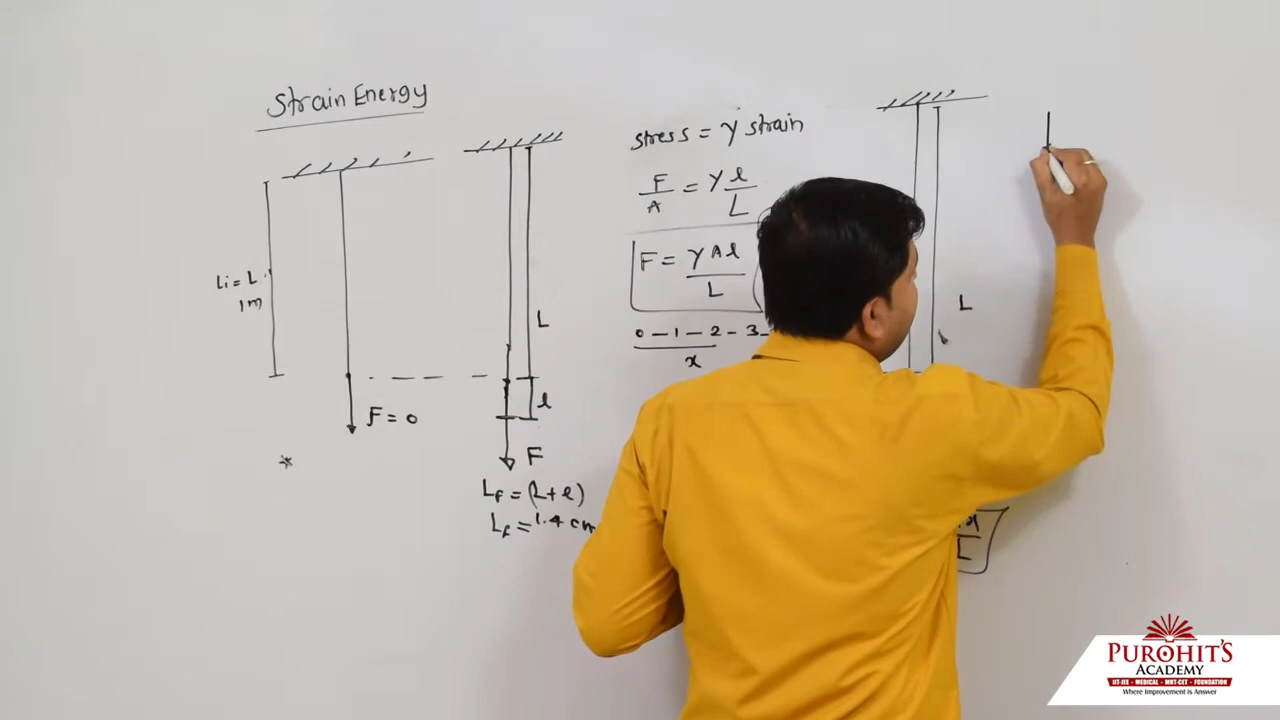 Strain Energy
Li = L
1m
F = 0
*
L
l
F
Lf = (L+l)
Lf = 1.4 cm
stress = Y strain
F/A = Y l/L
F = YAl/L
0 — 1 — 2 - 3 -
x
L
L
PUROHIT'S
ACADEMY
IIT-JEE - MEDICAL - MHT-CET - FOUNDATION
Where Improvement is Answer